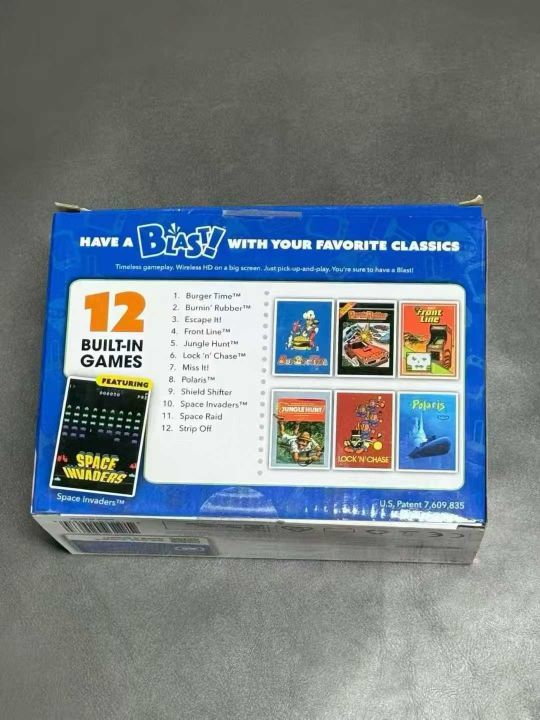 HAVE A BLAST! WITH YOUR FAVORITE CLASSICS
Timeless gameplay. Wireless HD on a big screen. Just pick-up-and-play. You're sure to have a Blast!
12
BUILT-IN
GAMES
FEATURING
SPACE
INVADERS
Space Invaders™
1. Burger Time™
2. Burnin' Rubber™
3. Escape It!
4. Front Line™
5. Jungle Hunt™
6. Lock 'n' Chase™
7. Miss It!
8. Polaris™
9. Shield Shifter
10. Space Invaders™
11. Space Raid
12. Strip Off
BurgerTime
Burnin' Rubber
Front
Line
JUNGLE HUNT
LOCK 'N' CHASE
Polaris
U.S. Patent 7,609,835